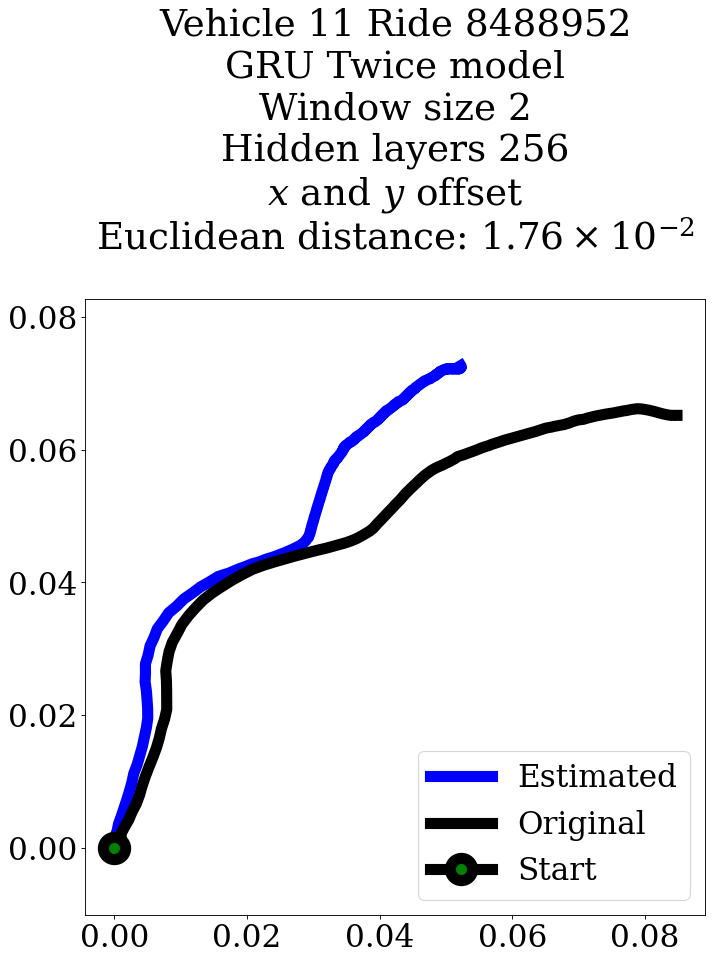 Vehicle 11 Ride 8488952
GRU Twice model
Window size 2
Hidden layers 256
x and y offset
Euclidean distance: 1.76 × 10⁻²
0.08
0.06
0.04
0.02
0.00
Estimated
Original
Start
0.00 0.02 0.04 0.06 0.08